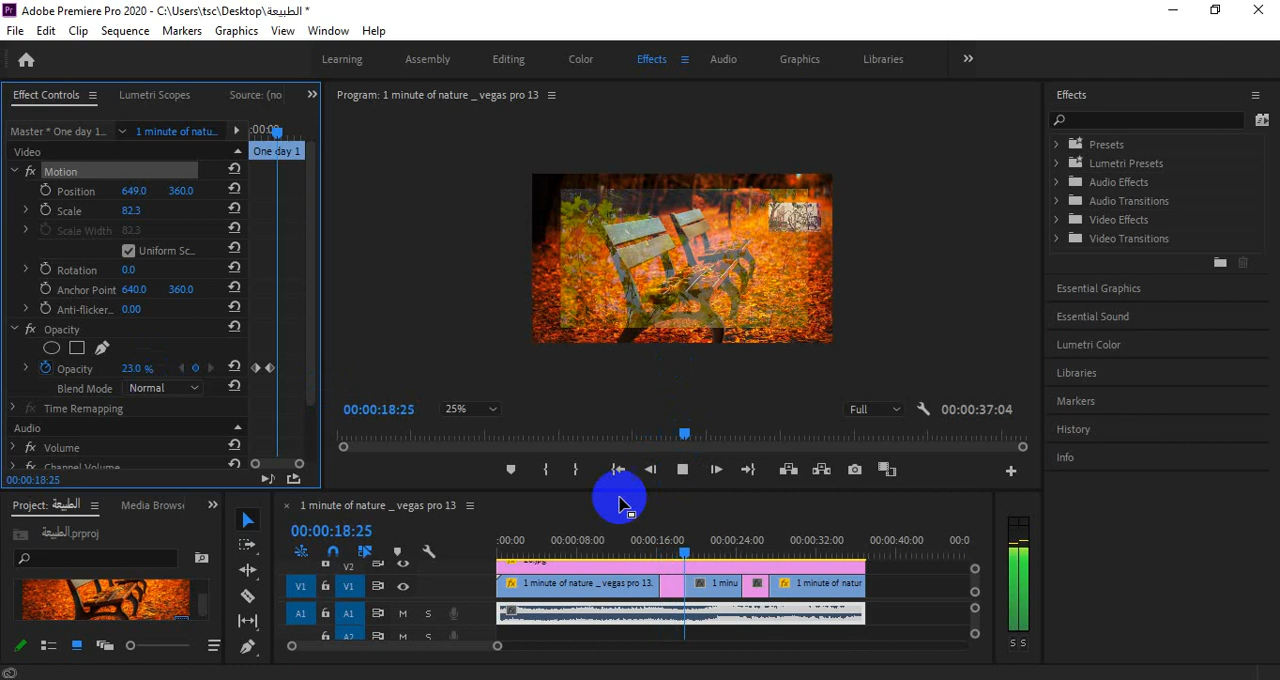 Adobe Premiere Pro 2020 - C:\Users\tsc\Desktop\الطبيعة *
File Edit Clip Sequence Markers Graphics View Window Help
Learning Assembly Editing Color Effects Audio Graphics Libraries
Effect Controls Lumetri Scopes Source: (no
Program: 1 minute of nature _ vegas pro 13
Effects
Master * One day 1... 1 minute of natu... :00:00
Video One day 1
Motion
Position 649.0 360.0
Scale 82.3
Scale Width 82.3
Uniform Sc...
Rotation 0.0
Anchor Point 640.0 360.0
Anti-flicker... 0.00
Opacity
Opacity 23.0 %
Blend Mode Normal
Time Remapping
Audio
Volume
Channel Volume
00:00:18:25
00:00:18:25 25% Full 00:00:37:04
Presets
Lumetri Presets
Audio Effects
Audio Transitions
Video Effects
Video Transitions
Essential Graphics
Essential Sound
Lumetri Color
Libraries
Markers
History
Info
Project: الطبيعة Media Browse
الطبيعة.prproj
1 minute of nature _ vegas pro 13
00:00:18:25
:00:00 00:00:08:00 00:00:16:00 00:00:24:00 00:00:32:00 00:00:40:00 00:0
V2
V1 V1 1 minute of nature _ vegas pro 13. 1 minu 1 minute of natur
A1 A1 M S
A2
S S